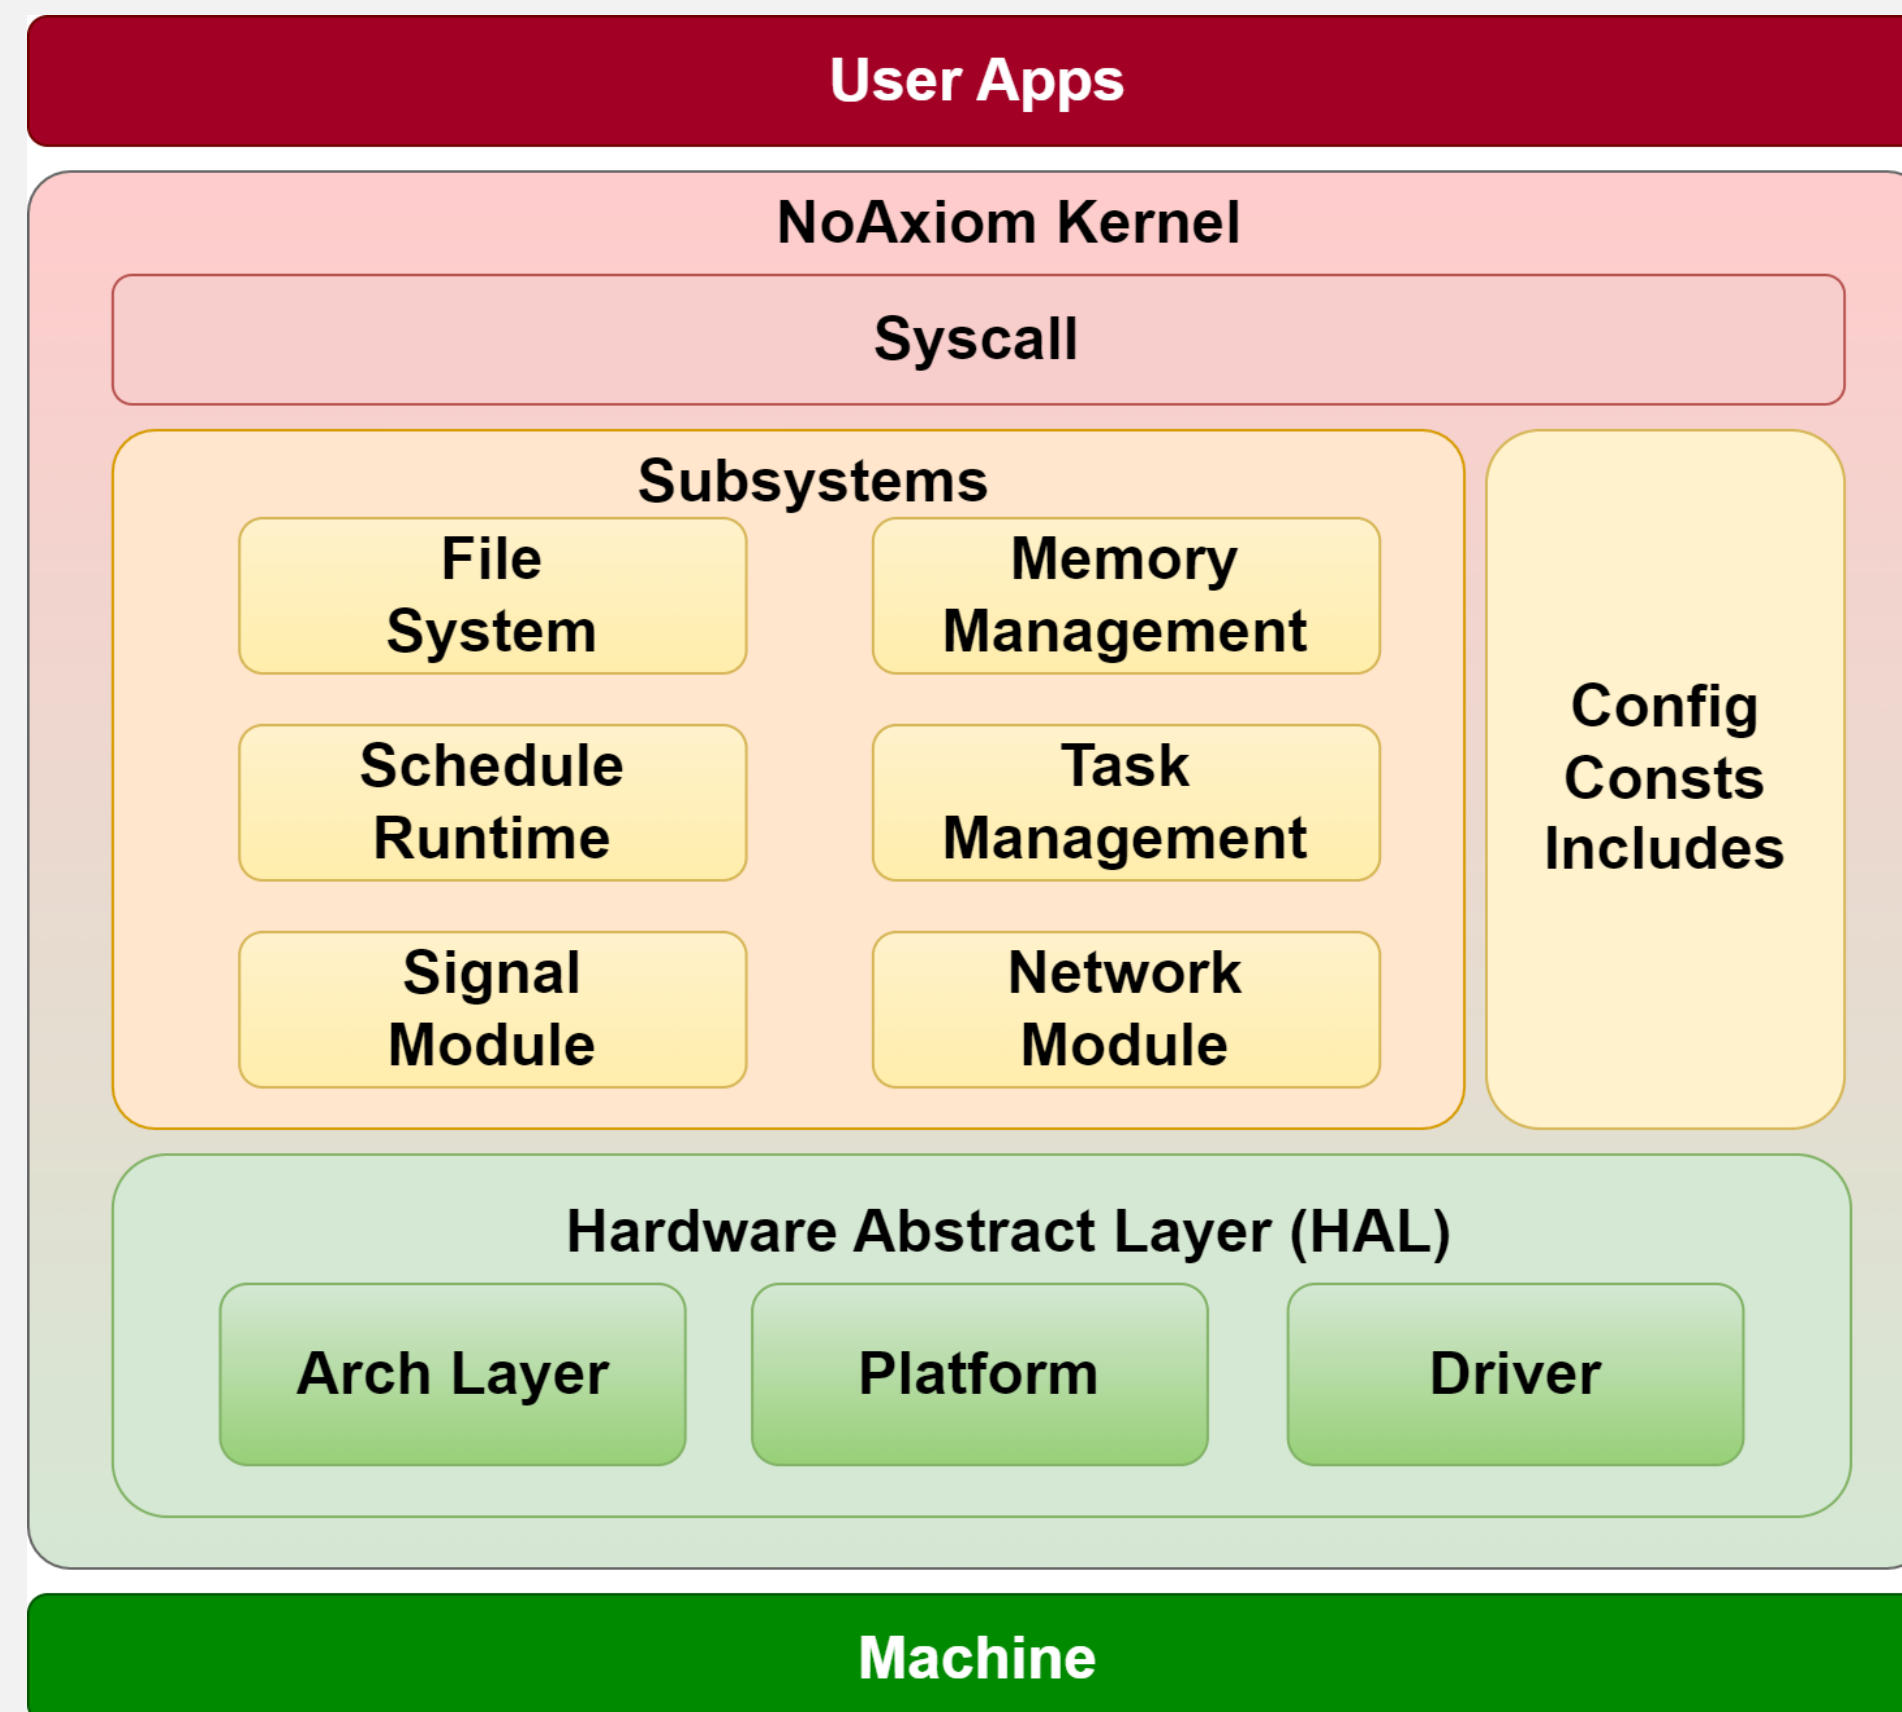 User Apps
NoAxiom Kernel
Syscall
Subsystems
File
System
Memory
Management
Schedule
Runtime
Task
Management
Signal
Module
Network
Module
Config
Consts
Includes
Hardware Abstract Layer (HAL)
Arch Layer
Platform
Driver
Machine